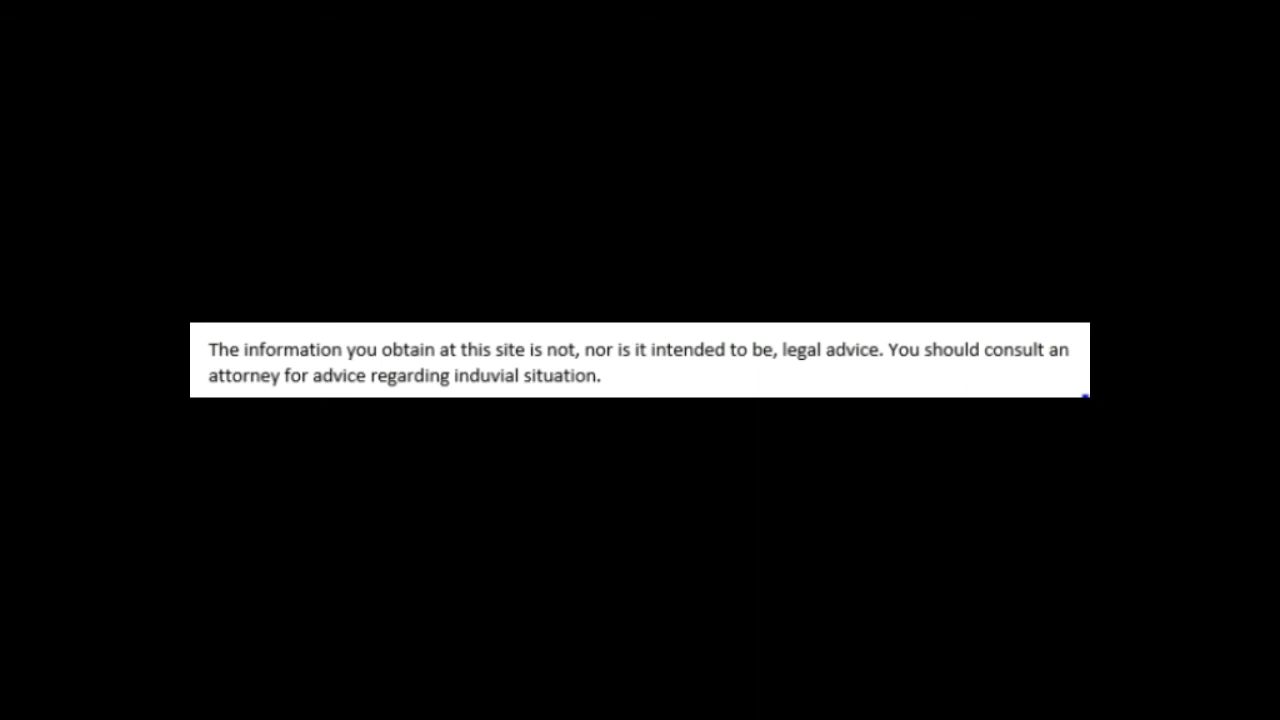 The information you obtain at this site is not, nor is it intended to be, legal advice. You should consult an
attorney for advice regarding induvial situation.